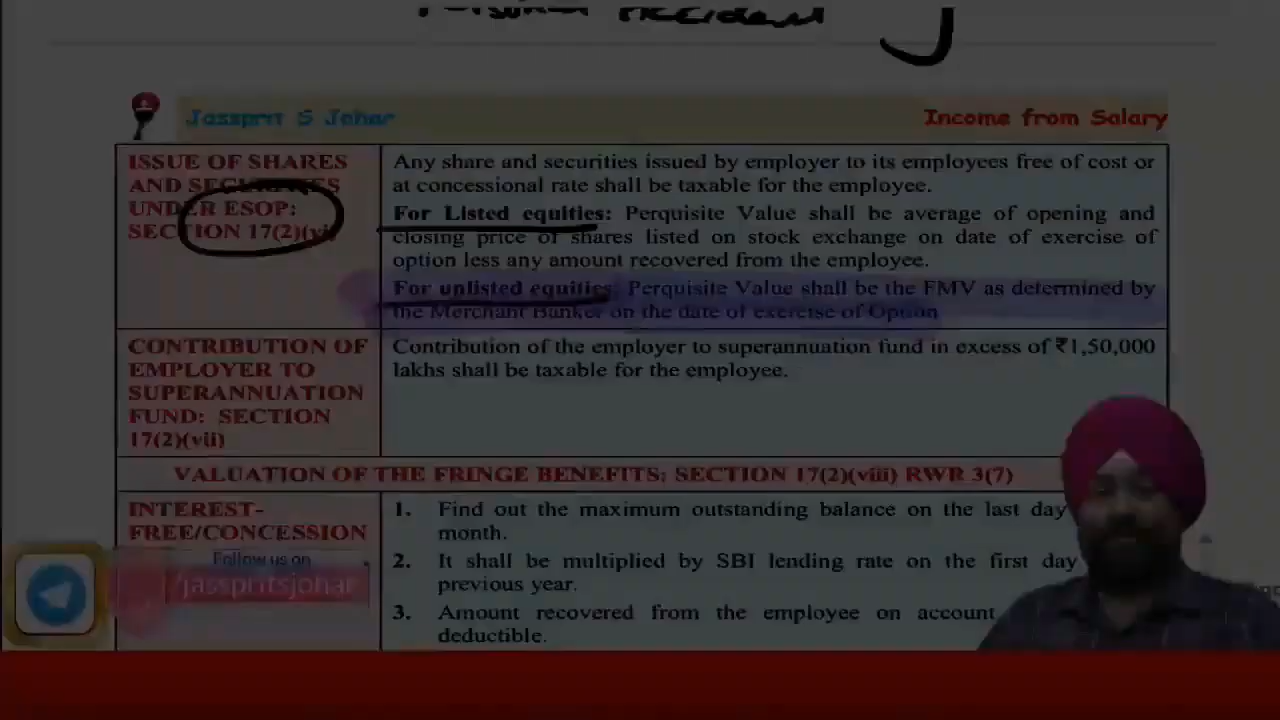 Personal Accident
Jassprit S Johar
Income from Salary
ISSUE OF SHARES
AND SECURITIES
UNDER ESOP:
SECTION 17(2)(vi)
Any share and securities issued by employer to its employees free of cost or
at concessional rate shall be taxable for the employee.
For Listed equities: Perquisite Value shall be average of opening and
closing price of shares listed on stock exchange on date of exercise of
option less any amount recovered from the employee.
For unlisted equities: Perquisite Value shall be the FMV as determined by
the Merchant Banker on the date of exercise of Option
CONTRIBUTION OF
EMPLOYER TO
SUPERANNUATION
FUND: SECTION
17(2)(vii)
Contribution of the employer to superannuation fund in excess of ₹1,50,000
lakhs shall be taxable for the employee.
VALUATION OF THE FRINGE BENEFITS; SECTION 17(2)(viii) RWR 3(7)
INTEREST-
FREE/CONCESSION
1. Find out the maximum outstanding balance on the last day
month.
2. It shall be multiplied by SBI lending rate on the first day
previous year.
3. Amount recovered from the employee on account
deductible.
Follow us on
/jasspritsjohar